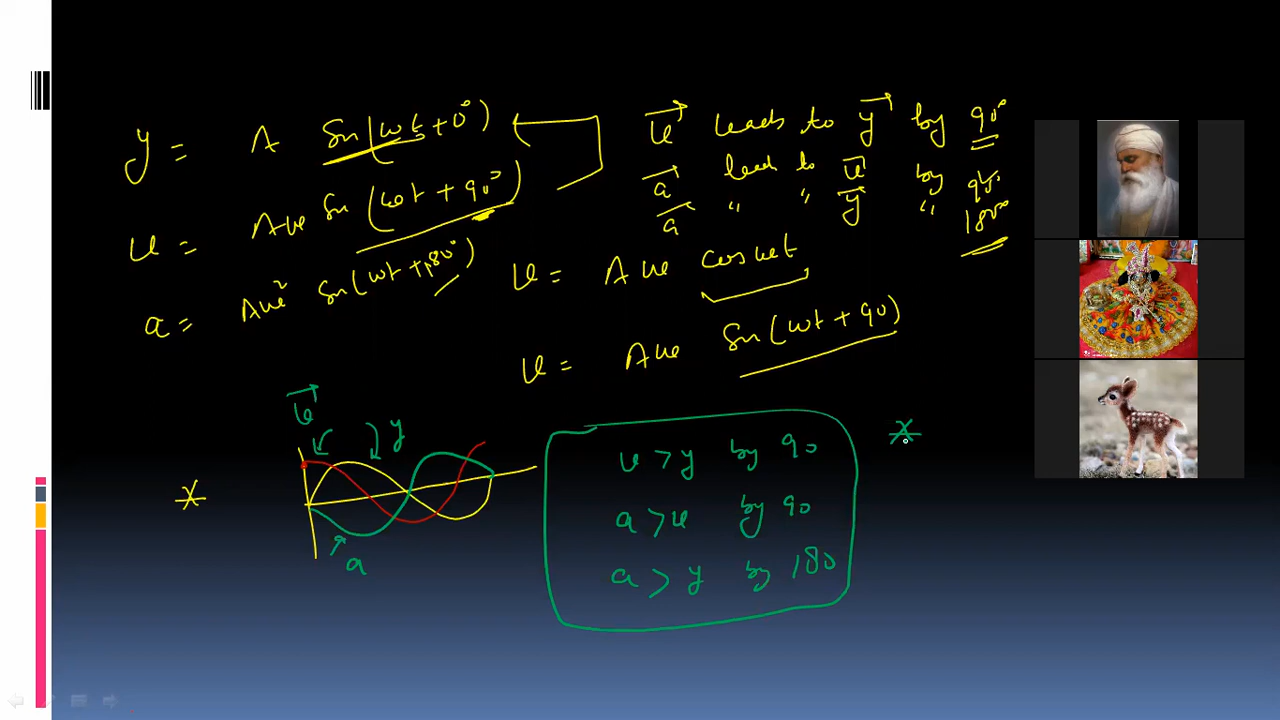 y = A Sin(ωt + 0°)
v = Aω Sin(ωt + 90°)
a = Aω² Sin(ωt + 180°)
v leads to y by 90°
a lead to v by 90°
a " " y " 180°
v = Aω cosωt
v = Aω Sin(ωt + 90)
v
y
a
v > y by 90
a > v by 90
a > y by 180